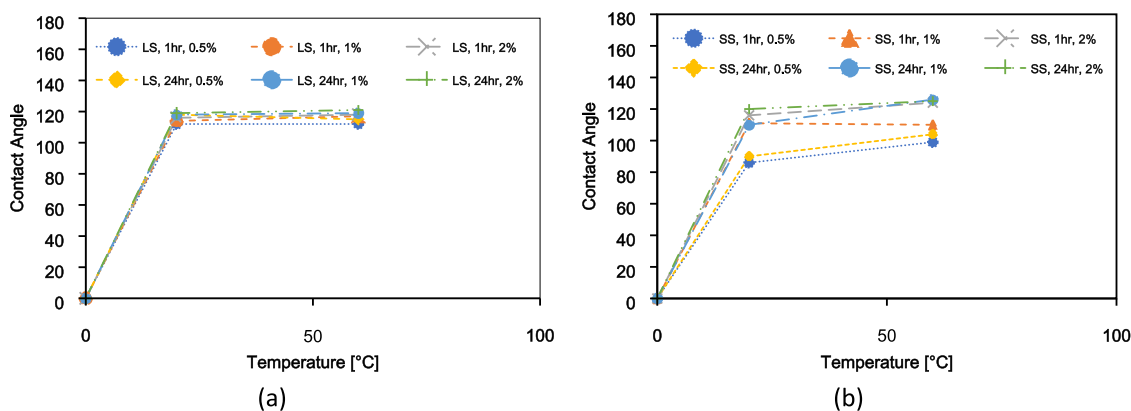 180
160
140
120
100
80
60
40
20
0
Contact Angle
LS, 1hr, 0.5%
LS, 1hr, 1%
LS, 1hr, 2%
LS, 24hr, 0.5%
LS, 24hr, 1%
LS, 24hr, 2%
0
50
100
Temperature [°C]
(a)
180
160
140
120
100
80
60
40
20
0
Contact Angle
SS, 1hr, 0.5%
SS, 1hr, 1%
SS, 1hr, 2%
SS, 24hr, 0.5%
SS, 24hr, 1%
SS, 24hr, 2%
0
50
100
Temperature [°C]
(b)